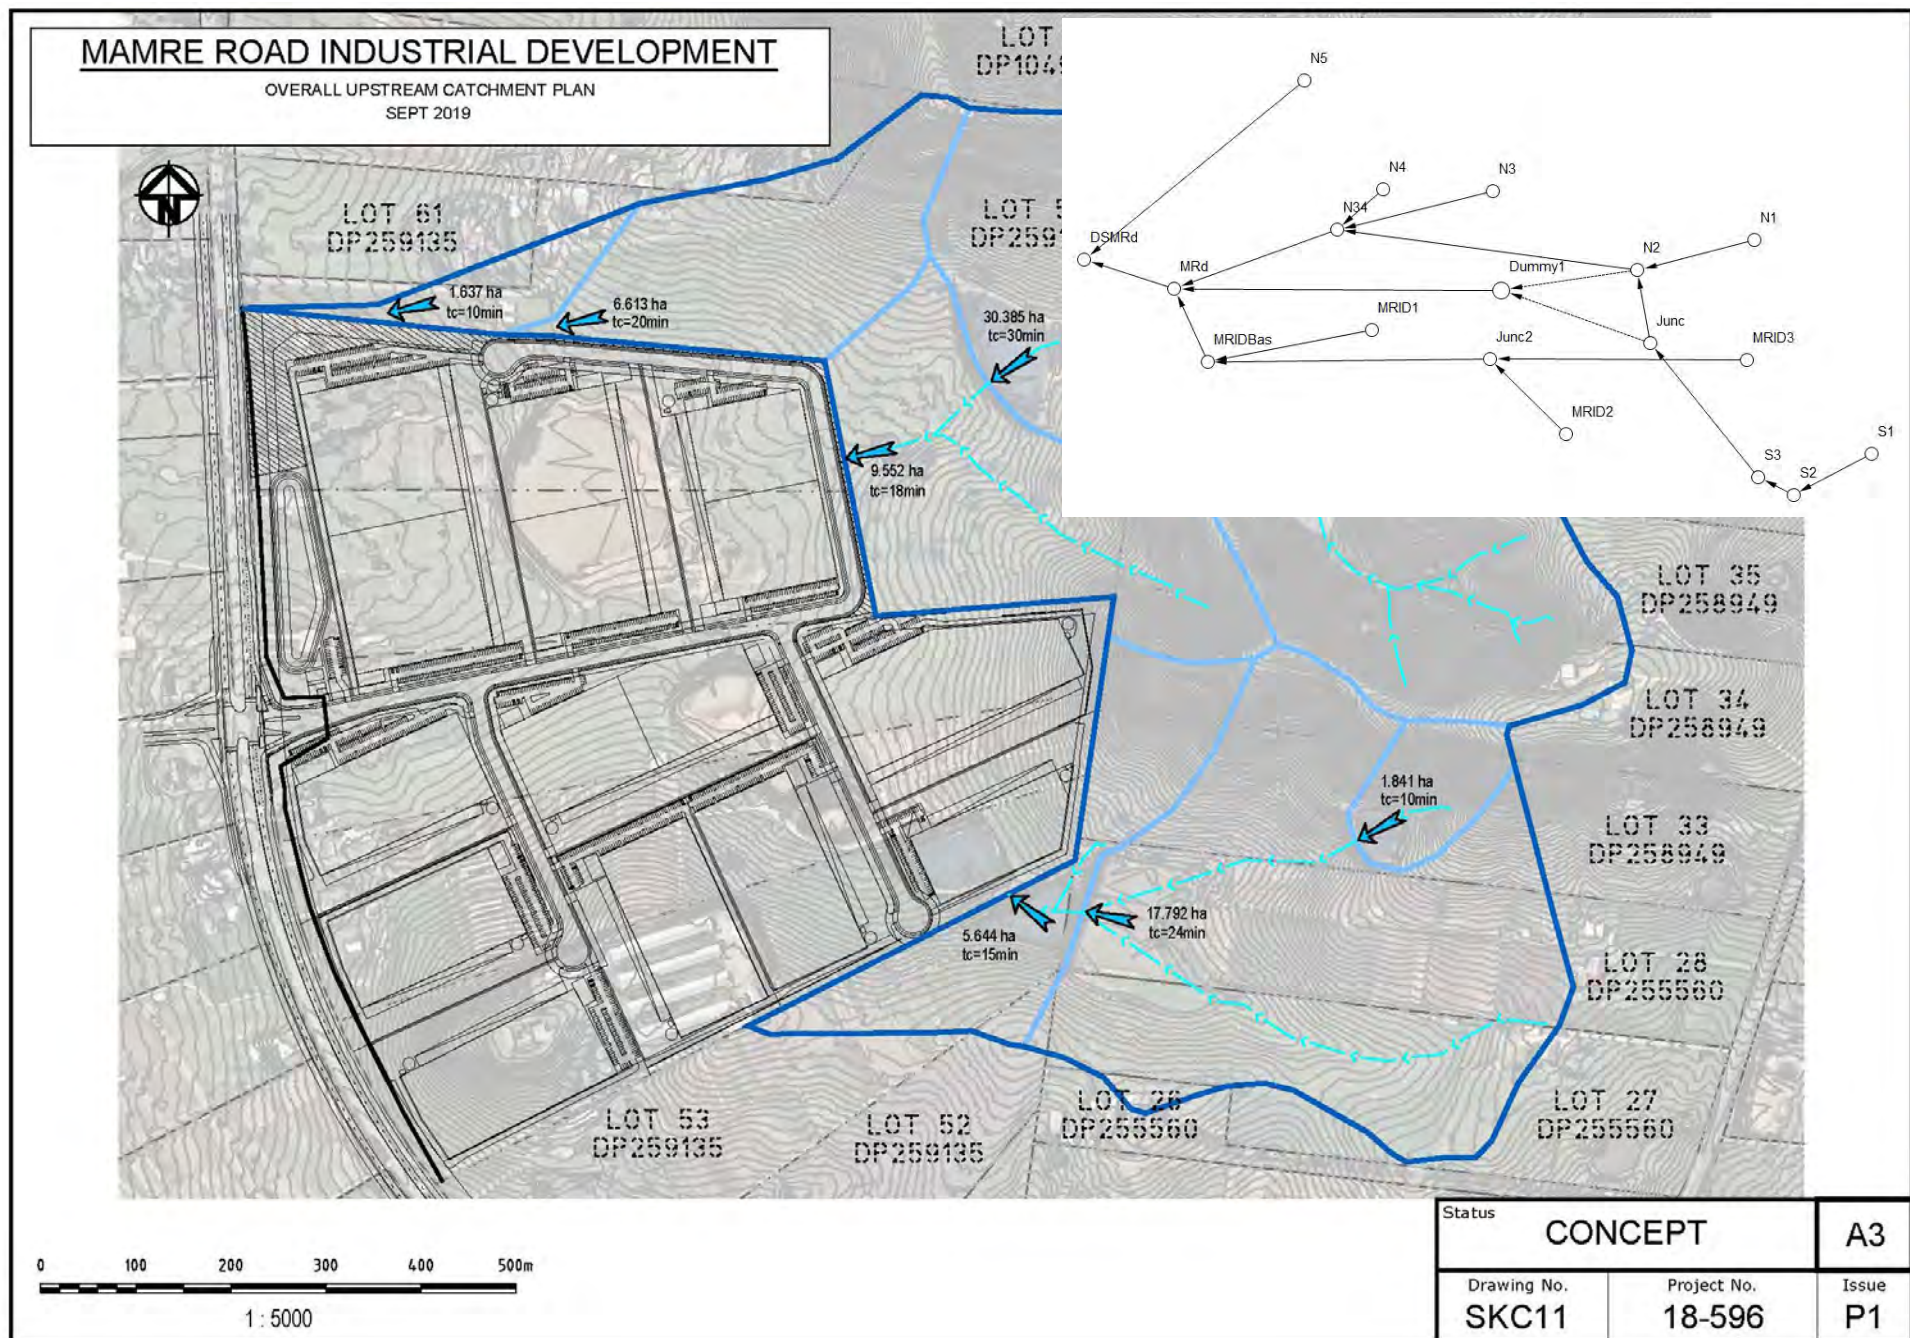 MAMRE ROAD INDUSTRIAL DEVELOPMENT
OVERALL UPSTREAM CATCHMENT PLAN
SEPT 2019
N
LOT 61
DP259135
LOT
LOT
N5
N4
N3
N34
N1
DSMRd
N2
MRd
Dummy1
MRID1
Junc
MRIDBas
Junc2
MRID3
MRID2
S1
S3
S2
1.637 ha
tc=10min
6.613 ha
tc=20min
30.385 ha
tc=30min
9.552 ha
tc=18min
LOT 35
DP258949
LOT 34
DP258949
1.841 ha
tc=10min
LOT 33
DP258949
17.792 ha
tc=24min
5.644 ha
tc=15min
LOT 28
DP255560
LOT 53
DP259135
LOT 52
DP259135
LOT 26
DP255560
LOT 27
DP255560
0 100 200 300 400 500m
1 : 5000
Status
CONCEPT
A3
Drawing No.
SKC11
Project No.
18-596
Issue
P1